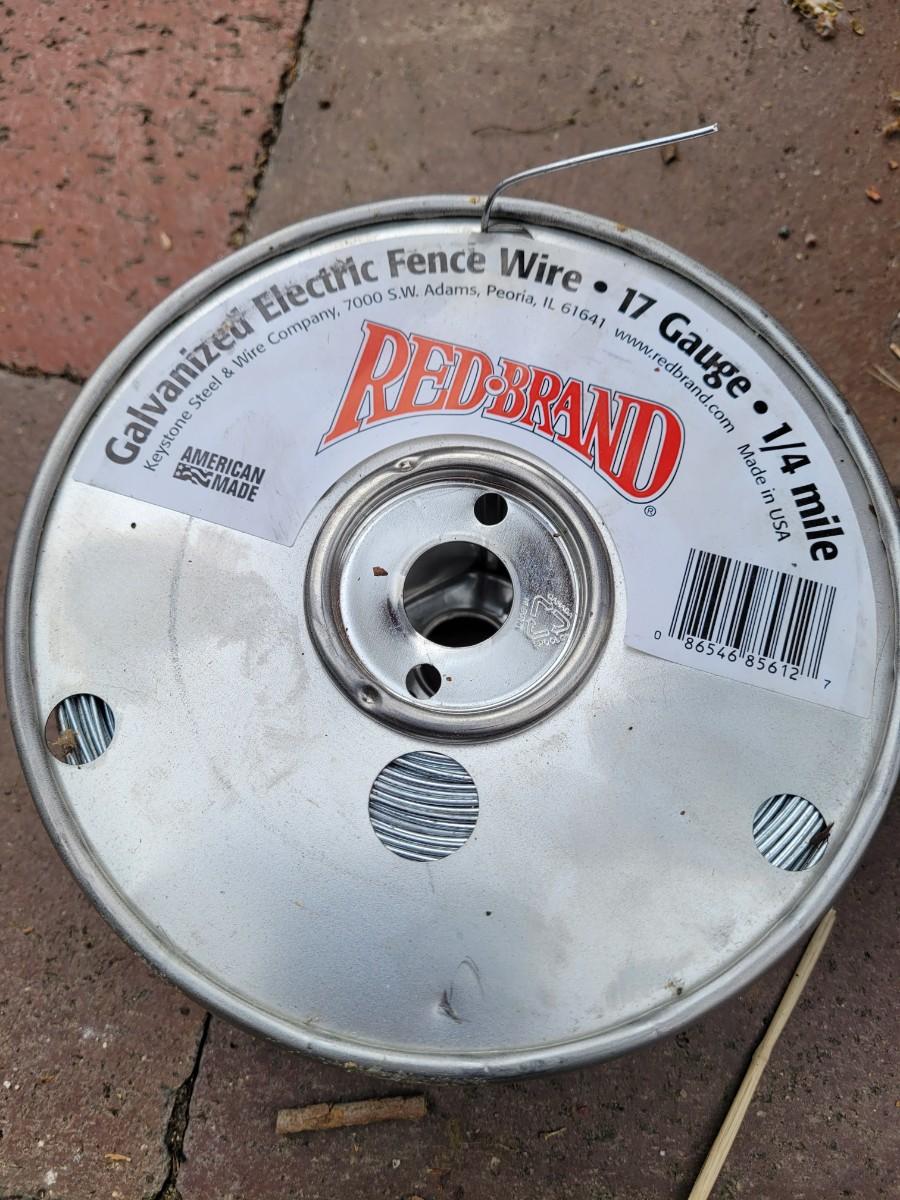 Galvanized Electric Fence Wire • 17 Gauge • 1/4 mile
Keystone Steel & Wire Company, 7000 S.W. Adams, Peoria, IL 61641 www.redbrand.com Made in USA
RED·BRAND
®
AMERICAN
MADE
0 86546 85612 7